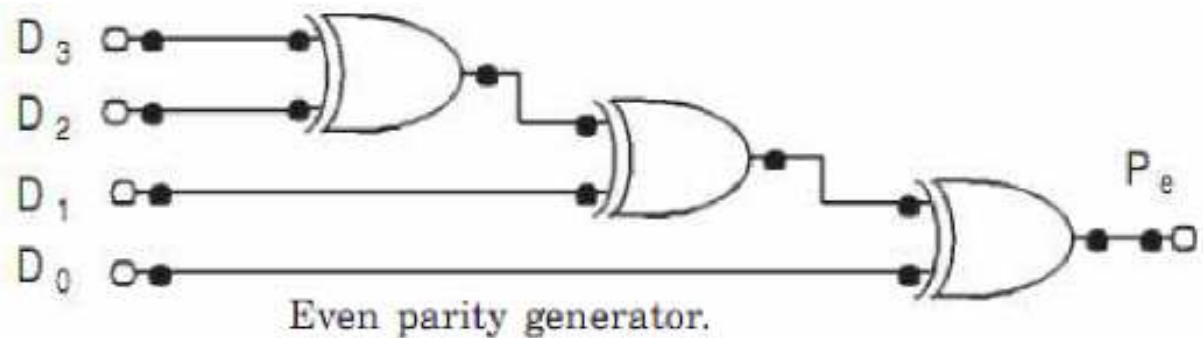 D₃
D₂
D₁
D₀
Pₑ
Even parity generator.